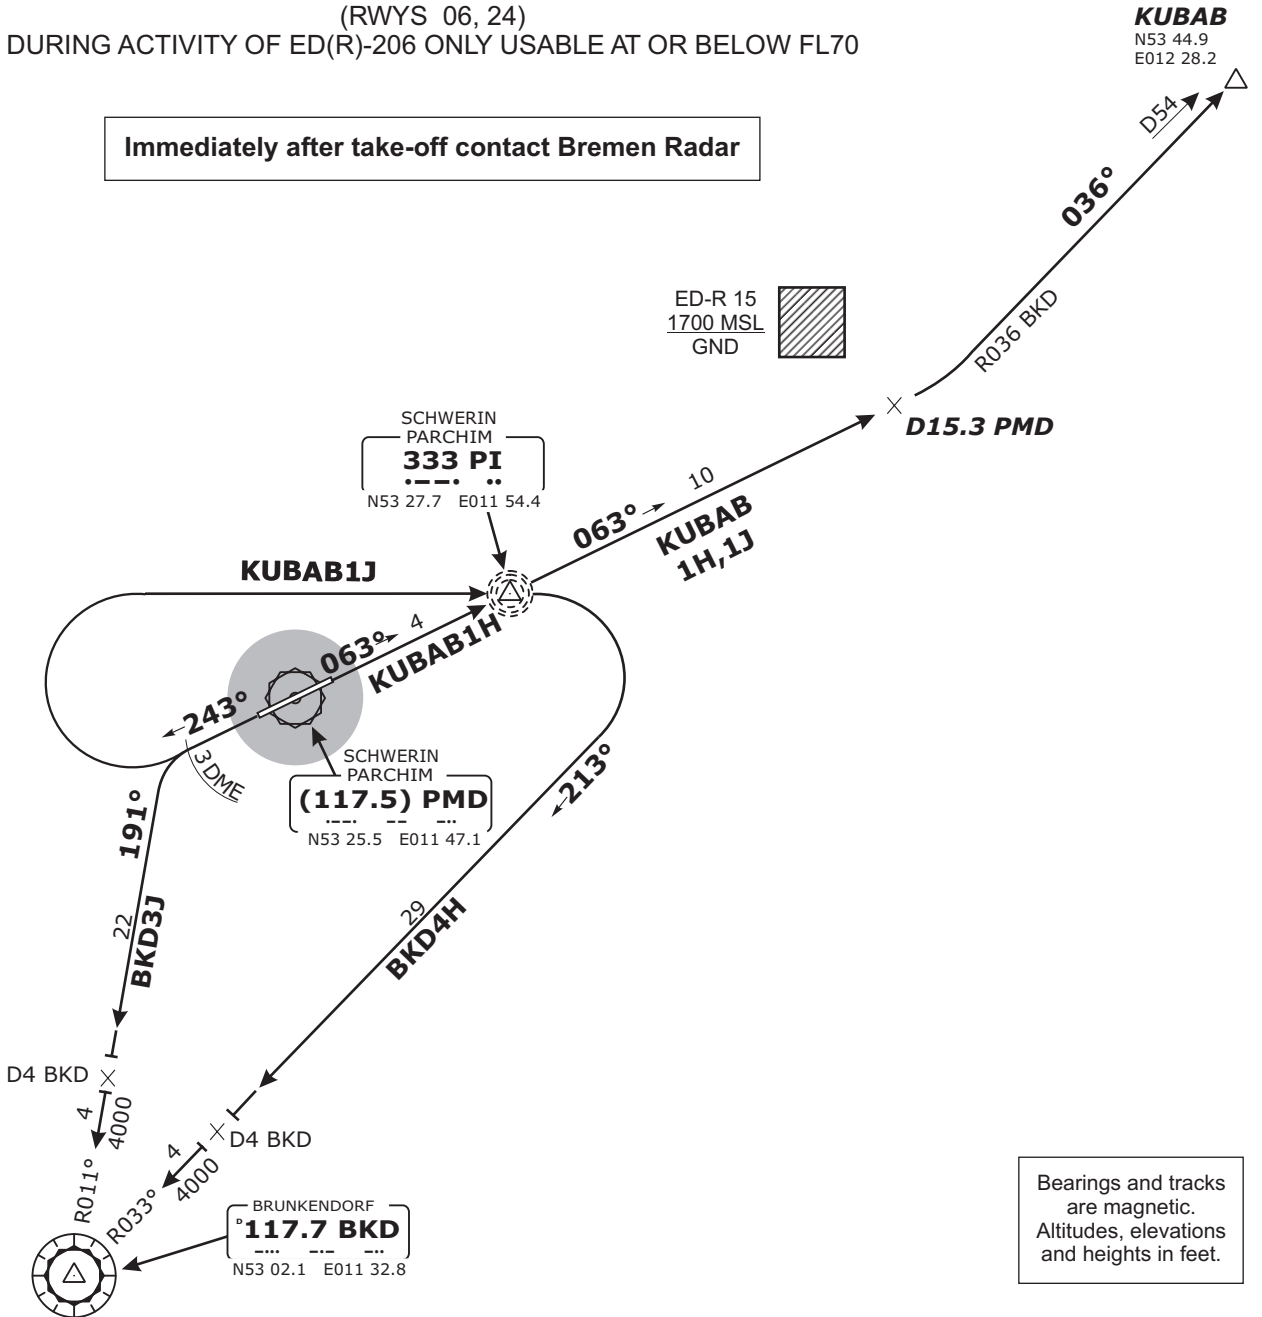 (RWYS 06, 24)
DURING ACTIVITY OF ED(R)-206 ONLY USABLE AT OR BELOW FL70
KUBAB
N53 44.9
E012 28.2
Immediately after take-off contact Bremen Radar
D54
036°
R036 BKD
ED-R 15
1700 MSL
GND
D15.3 PMD
SCHWERIN
PARCHIM
333 PI
N53 27.7 E011 54.4
063°
10
KUBAB
1H,1J
KUBAB1J
063°
4
KUBAB1H
243°
3 DME
SCHWERIN
PARCHIM
(117.5) PMD
N53 25.5 E011 47.1
213°
191°
22
BKD3J
29
BKD4H
D4 BKD
4
4000
R011°
D4 BKD
4
4000
R033°
BRUNKENDORF
D 117.7 BKD
N53 02.1 E011 32.8
Bearings and tracks
are magnetic.
Altitudes, elevations
and heights in feet.